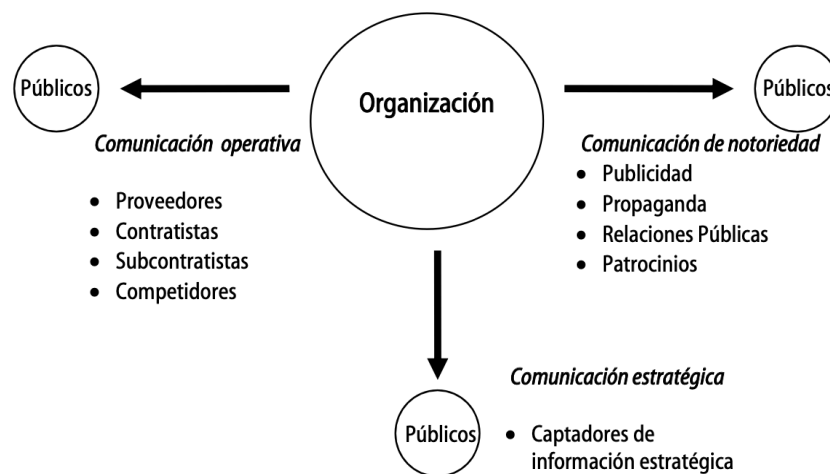 Públicos
Organización
Públicos
Comunicación operativa
• Proveedores
• Contratistas
• Subcontratistas
• Competidores
Comunicación de notoriedad
• Publicidad
• Propaganda
• Relaciones Públicas
• Patrocinios
Públicos
Comunicación estratégica
• Captadores de
información estratégica